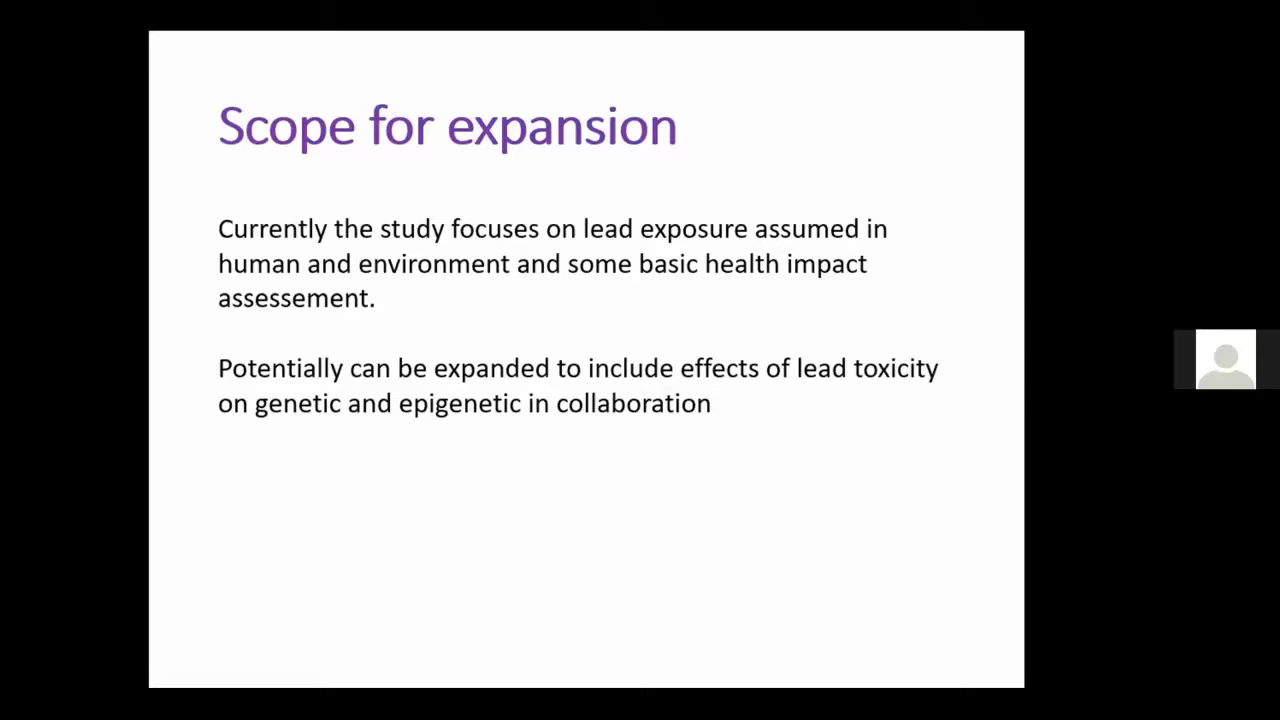 Scope for expansion
Currently the study focuses on lead exposure assumed in
human and environment and some basic health impact
assessement.
Potentially can be expanded to include effects of lead toxicity
on genetic and epigenetic in collaboration